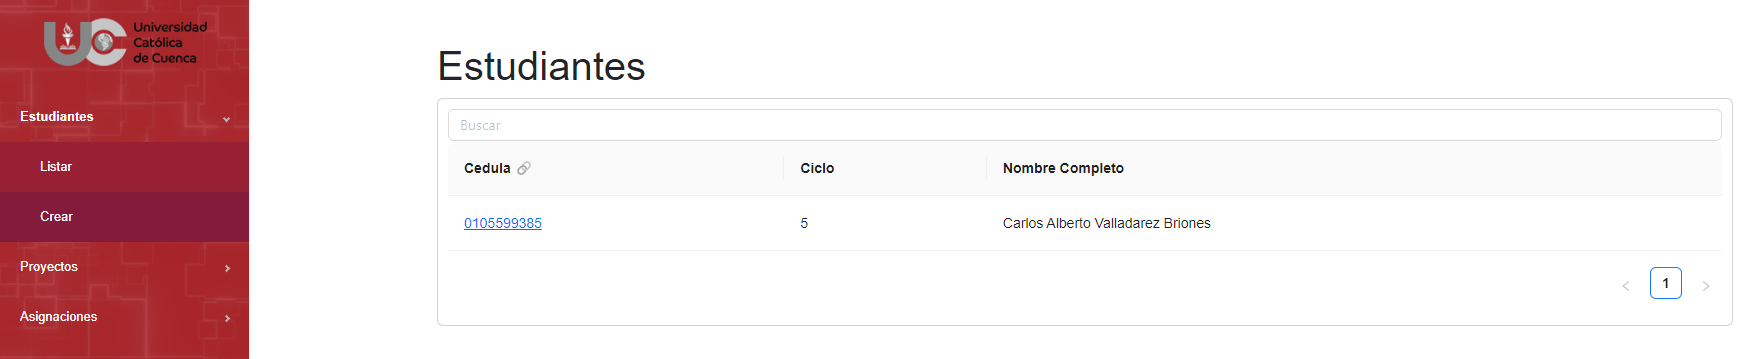 UC Universidad
Católica
de Cuenca
Estudiantes
Listar
Crear
Proyectos
Asignaciones
Estudiantes
Buscar
Cedula Ciclo Nombre Completo
0105599385 5 Carlos Alberto Valladarez Briones
< 1 >